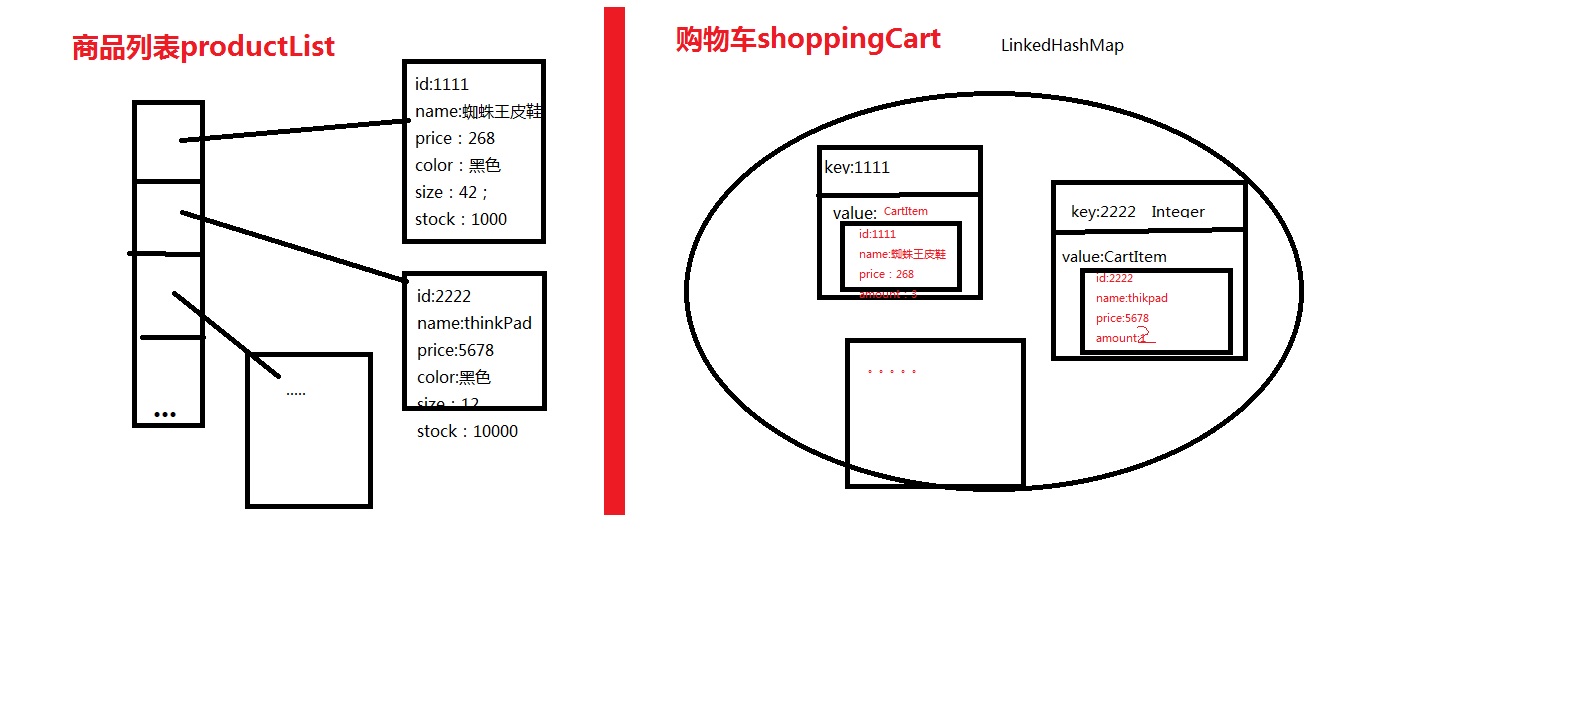 商品列表productList
id:1111
name:蜘蛛王皮鞋
price：268
color：黑色
size：42；
stock：1000
id:2222
name:thinkPad
price:5678
color:黑色
size：12
stock：10000
.....
•••
购物车shoppingCart
LinkedHashMap
key:1111
value: CartItem
id:1111
name:蜘蛛王皮鞋
price：268
amount：3
key:2222 Integer
value:CartItem
id:2222
name:thikpad
price:5678
amount:1
2
。。。。。